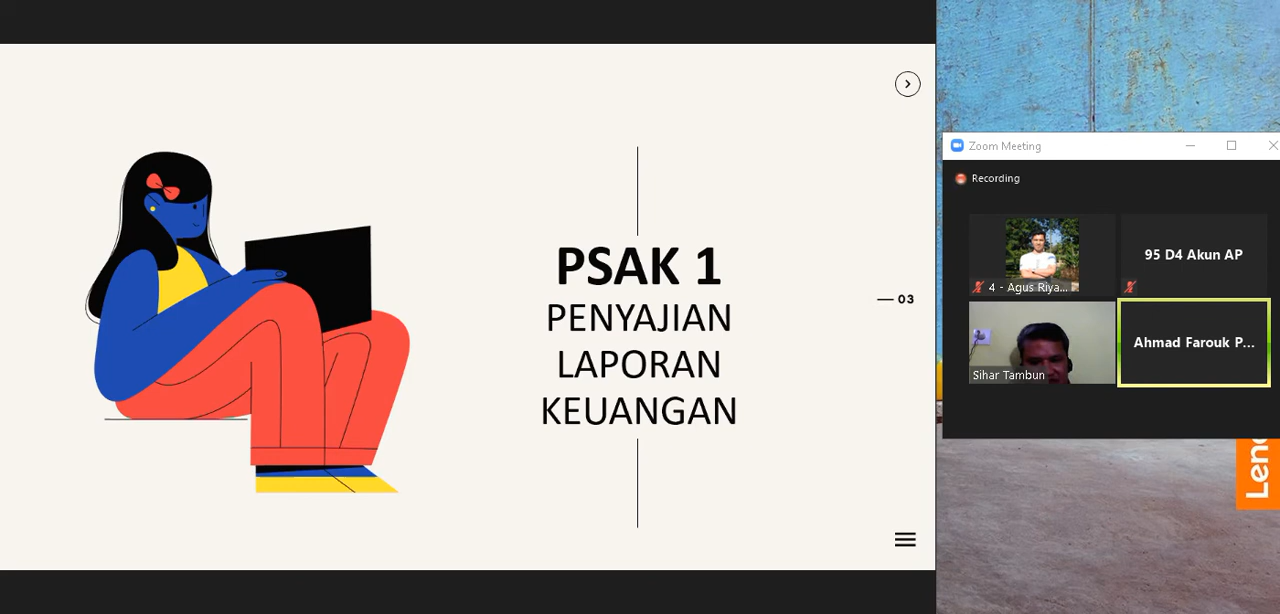 PSAK 1
PENYAJIAN
LAPORAN
KEUANGAN
03
Zoom Meeting
Recording
4 - Agus Riya...
95 D4 Akun AP
Sihar Tambun
Ahmad Farouk P...
Leno